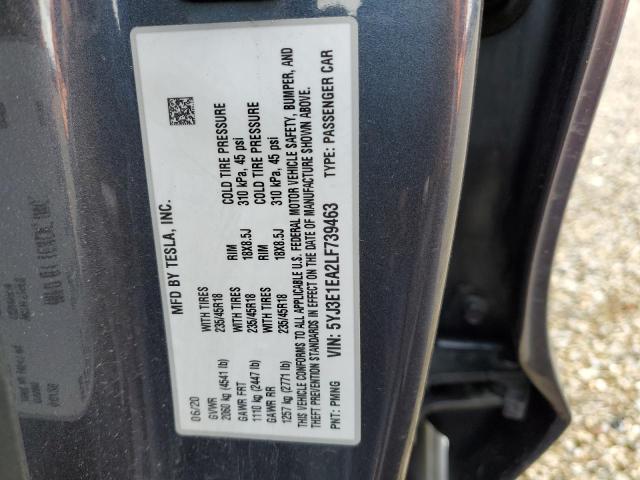 MFD BY TESLA, INC.
06/20
GVWR WITH TIRES RIM COLD TIRE PRESSURE
2060 kg (4541 lb) 235/45R18 18X8.5J 310 kPa, 45 psi
GAWR FRT WITH TIRES RIM COLD TIRE PRESSURE
1110 kg (2447 lb) 235/45R18 18X8.5J 310 kPa, 45 psi
GAWR RR
1257 kg (2771 lb) 235/45R18 18X8.5J 310 kPa, 45 psi
THIS VEHICLE CONFORMS TO ALL APPLICABLE U.S. FEDERAL MOTOR VEHICLE SAFETY, BUMPER, AND
THEFT PREVENTION STANDARDS IN EFFECT ON THE DATE OF MANUFACTURE SHOWN ABOVE.
VIN: 5YJ3E1EA2LF739463 TYPE: PASSENGER CAR
PNT: PMNG